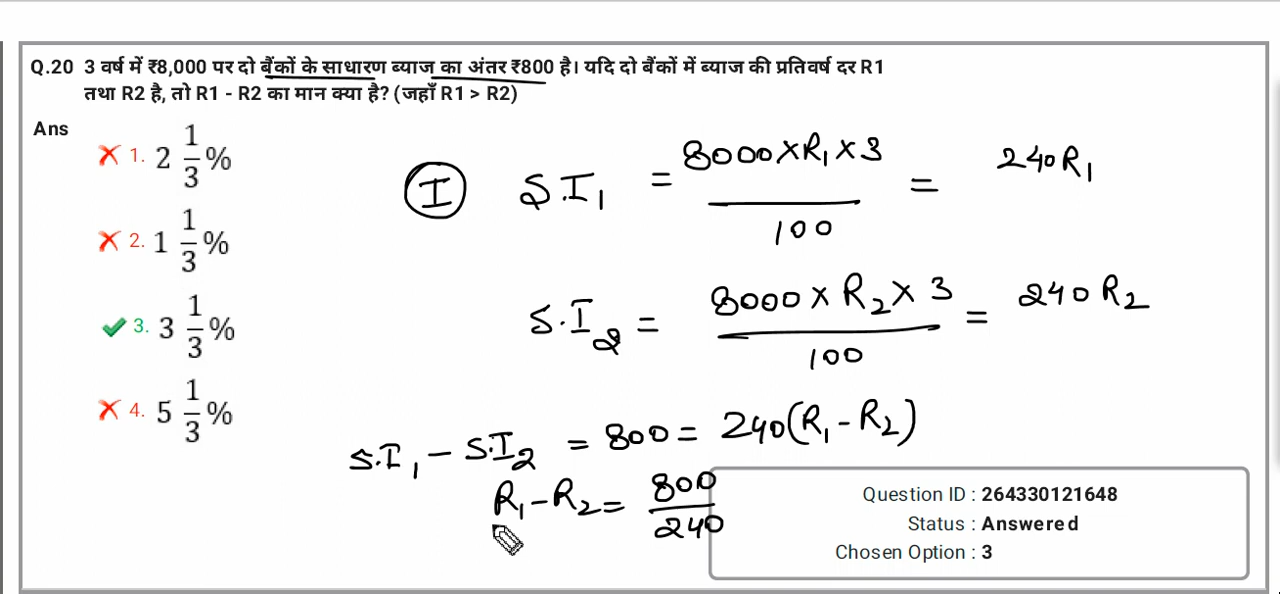 Q.20 3 वर्ष में ₹8,000 पर दो बैंकों के साधारण ब्याज का अंतर ₹800 है। यदि दो बैंकों में ब्याज की प्रतिवर्ष दर R1
तथा R2 है, तो R1 - R2 का मान क्या है? (जहाँ R1 > R2)
Ans
1. 2 1/3%
2. 1 1/3%
3. 3 1/3%
4. 5 1/3%
I S.I₁ = 8000×R₁×3/100 = 240R₁
S.I₂ = 8000×R₂×3/100 = 240R₂
S.I₁ - S.I₂ = 800 = 240(R₁-R₂)
R₁-R₂ = 800/240
Question ID : 264330121648
Status : Answered
Chosen Option : 3